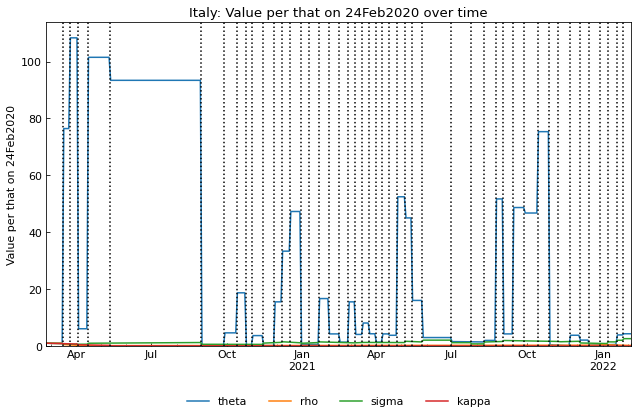 Italy: Value per that on 24Feb2020 over time
Value per that on 24Feb2020
100
80
60
40
20
0
Apr Jul Oct Jan Apr Jul Oct Jan
2021 2022
theta rho sigma kappa